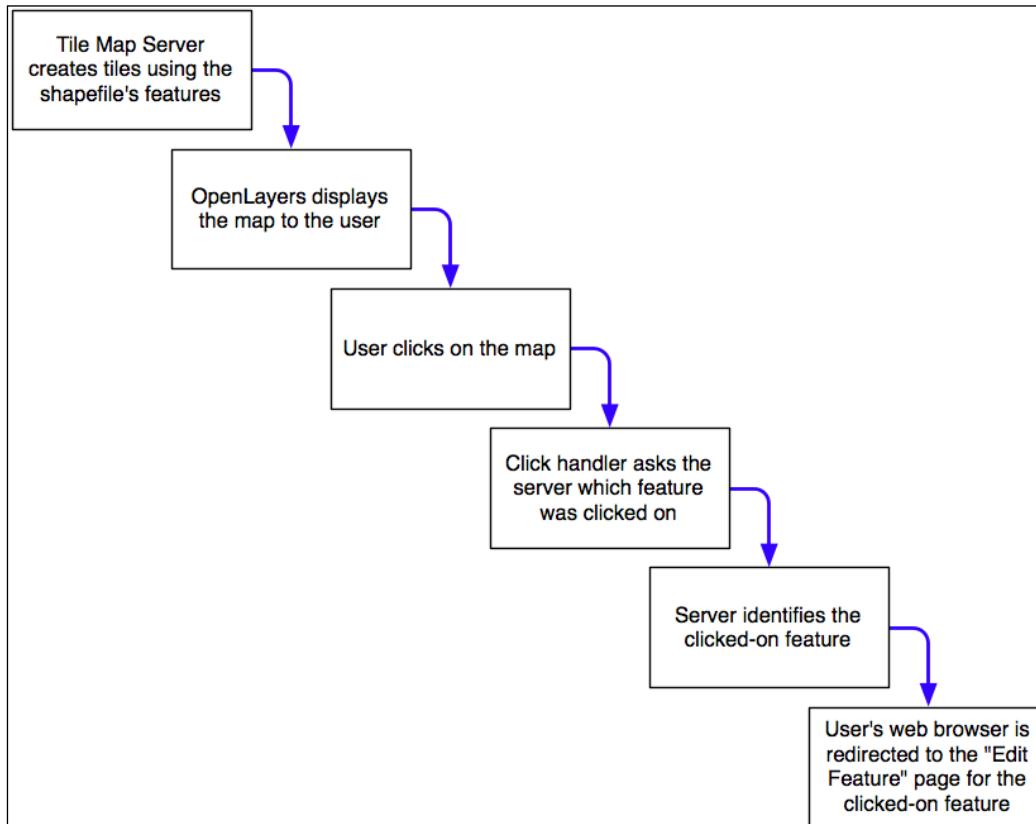 Tile Map Server
creates tiles using the
shapefile's features
OpenLayers displays
the map to the user
User clicks on the map
Click handler asks the
server which feature
was clicked on
Server identifies the
clicked-on feature
User's web browser is
redirected to the "Edit
Feature" page for the
clicked-on feature